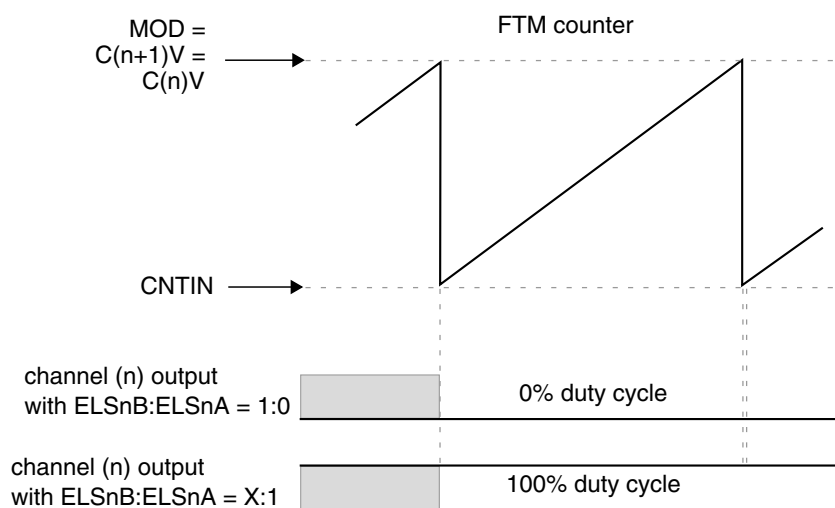 MOD =
C(n+1)V =
C(n)V
FTM counter
CNTIN
channel (n) output
with ELSnB:ELSnA = 1:0
0% duty cycle
channel (n) output
with ELSnB:ELSnA = X:1
100% duty cycle